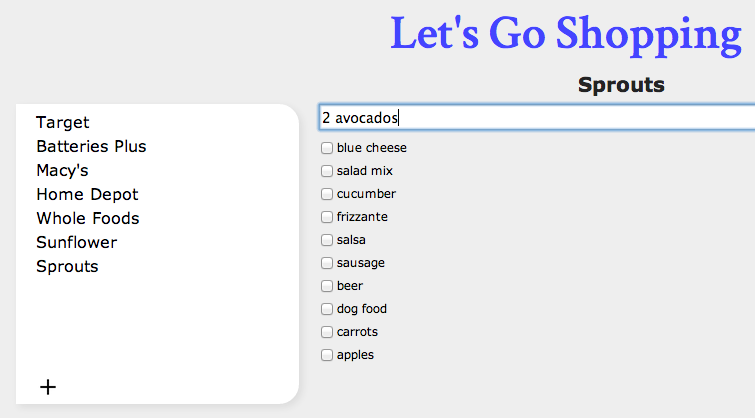 Let's Go Shopping
Sprouts
Target
Batteries Plus
Macy's
Home Depot
Whole Foods
Sunflower
Sprouts
+
2 avocados
blue cheese
salad mix
cucumber
frizzante
salsa
sausage
beer
dog food
carrots
apples